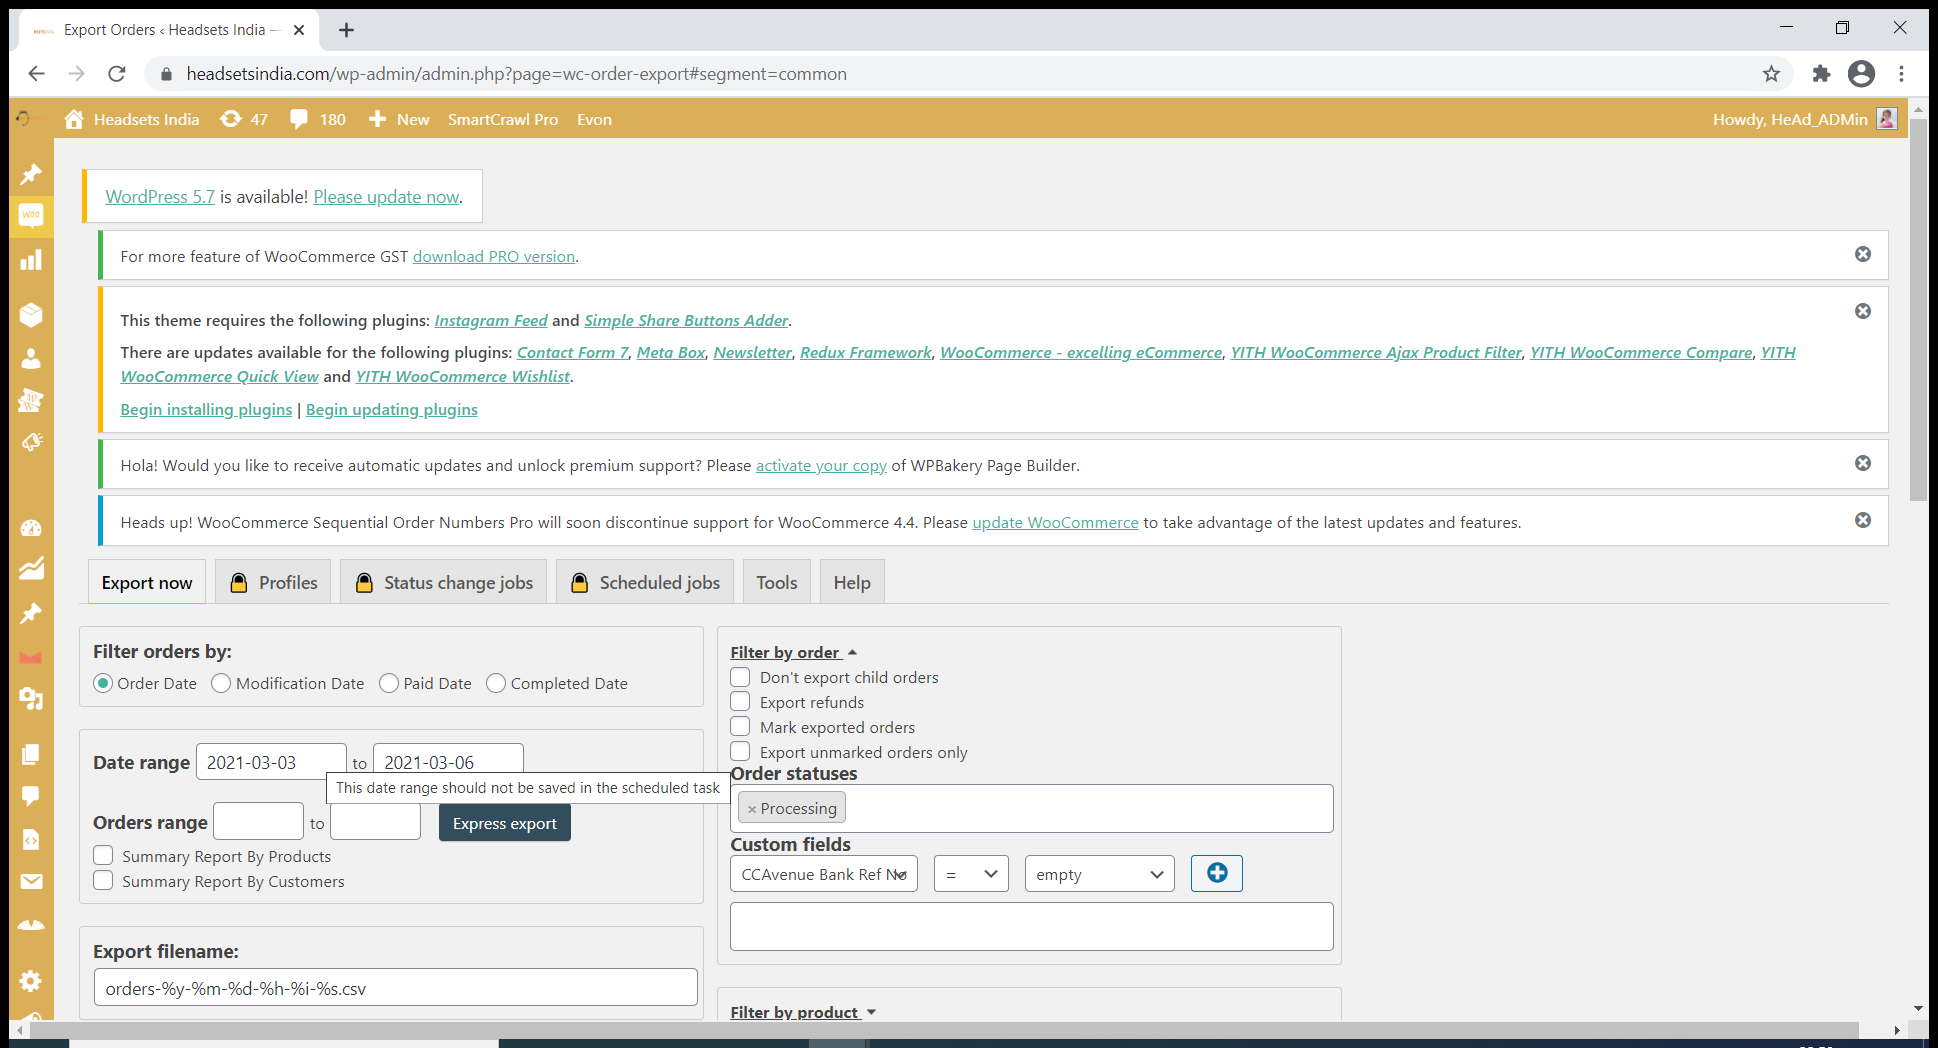 Export Orders ‹ Headsets India —
headsetsindia.com/wp-admin/admin.php?page=wc-order-export#segment=common
Headsets India 47 180 New SmartCrawl Pro Evon Howdy, HeAd_ADMin
WOO
WordPress 5.7 is available! Please update now.
For more feature of WooCommerce GST download PRO version.
This theme requires the following plugins: Instagram Feed and Simple Share Buttons Adder.
There are updates available for the following plugins: Contact Form 7, Meta Box, Newsletter, Redux Framework, WooCommerce - excelling eCommerce, YITH WooCommerce Ajax Product Filter, YITH WooCommerce Compare, YITH
WooCommerce Quick View and YITH WooCommerce Wishlist.
Begin installing plugins | Begin updating plugins
Hola! Would you like to receive automatic updates and unlock premium support? Please activate your copy of WPBakery Page Builder.
Heads up! WooCommerce Sequential Order Numbers Pro will soon discontinue support for WooCommerce 4.4. Please update WooCommerce to take advantage of the latest updates and features.
Export now Profiles Status change jobs Scheduled jobs Tools Help
Filter orders by:
Order Date Modification Date Paid Date Completed Date
Date range 2021-03-03 to 2021-03-06
This date range should not be saved in the scheduled task
Orders range to Express export
Summary Report By Products
Summary Report By Customers
Export filename:
orders-%y-%m-%d-%h-%i-%s.csv
Filter by order
Don't export child orders
Export refunds
Mark exported orders
Export unmarked orders only
Order statuses
× Processing
Custom fields
CCAvenue Bank Ref No = empty
Filter by product